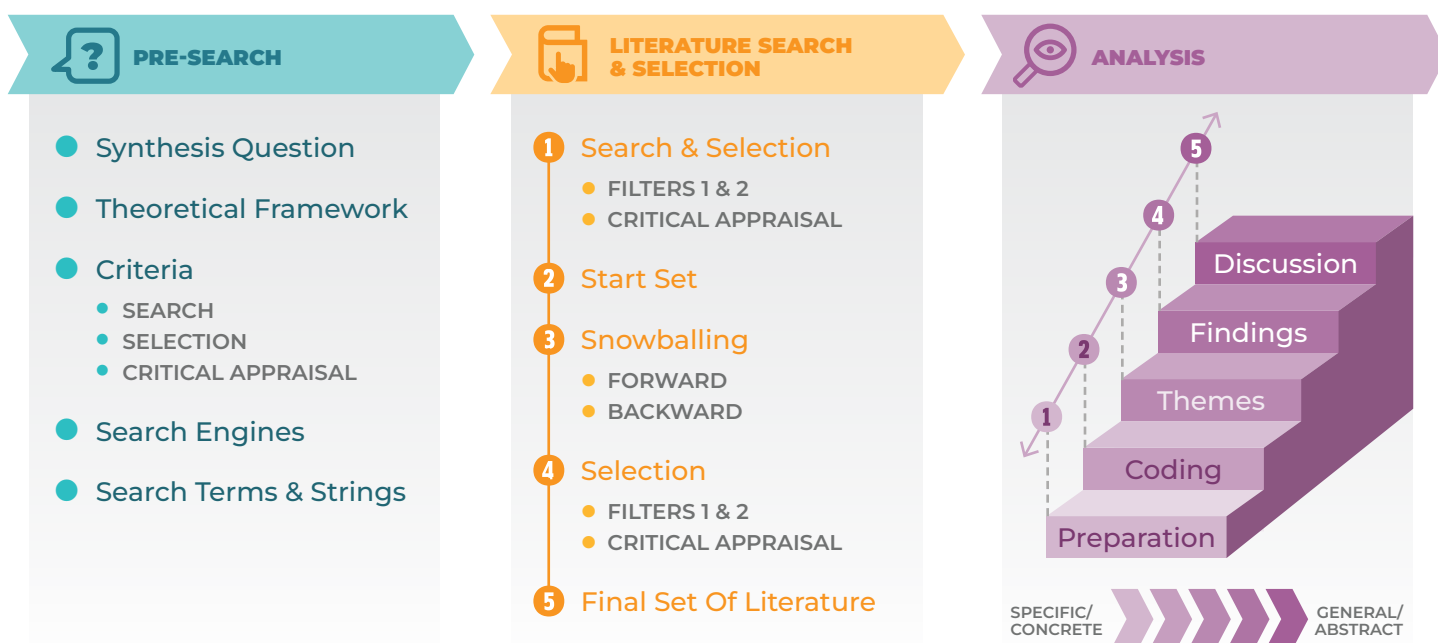 ?
PRE-SEARCH
Synthesis Question
Theoretical Framework
Criteria
SEARCH
SELECTION
CRITICAL APPRAISAL
Search Engines
Search Terms & Strings
LITERATURE SEARCH
& SELECTION
1 Search & Selection
FILTERS 1 & 2
CRITICAL APPRAISAL
2 Start Set
3 Snowballing
FORWARD
BACKWARD
4 Selection
FILTERS 1 & 2
CRITICAL APPRAISAL
5 Final Set Of Literature
ANALYSIS
5
4
3
2
1
Discussion
Findings
Themes
Coding
Preparation
SPECIFIC/
CONCRETE
GENERAL/
ABSTRACT